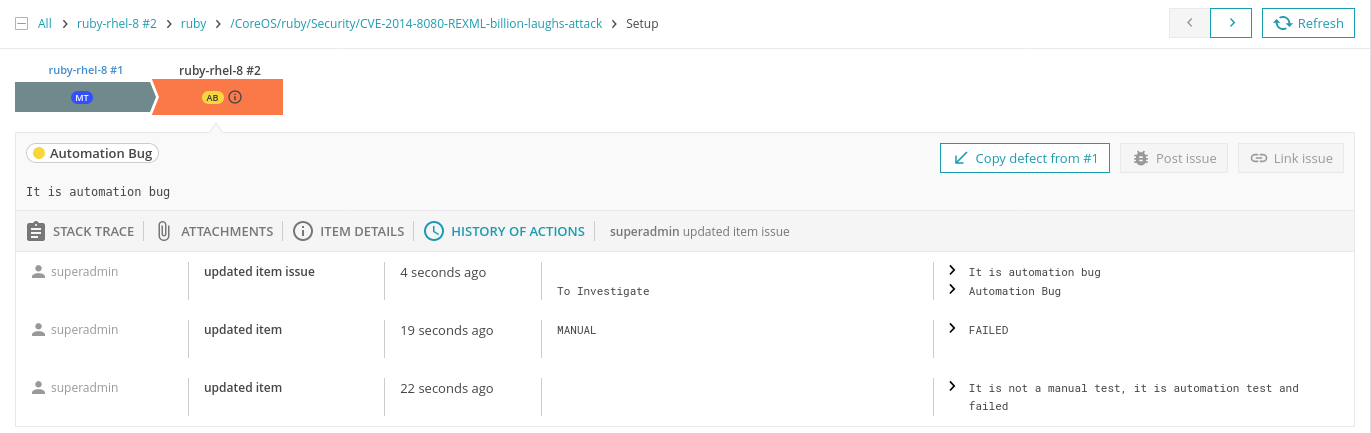 All > ruby-rhel-8 #2 > ruby > /CoreOS/ruby/Security/CVE-2014-8080-REXML-billion-laughs-attack > Setup
Refresh
ruby-rhel-8 #1
ruby-rhel-8 #2
MT
AB
Automation Bug
Copy defect from #1
Post issue
Link issue
It is automation bug
STACK TRACE
ATTACHMENTS
ITEM DETAILS
HISTORY OF ACTIONS
superadmin updated item issue
superadmin
updated item issue
4 seconds ago
It is automation bug
To Investigate
Automation Bug
superadmin
updated item
19 seconds ago
MANUAL
FAILED
superadmin
updated item
22 seconds ago
It is not a manual test, it is automation test and
failed